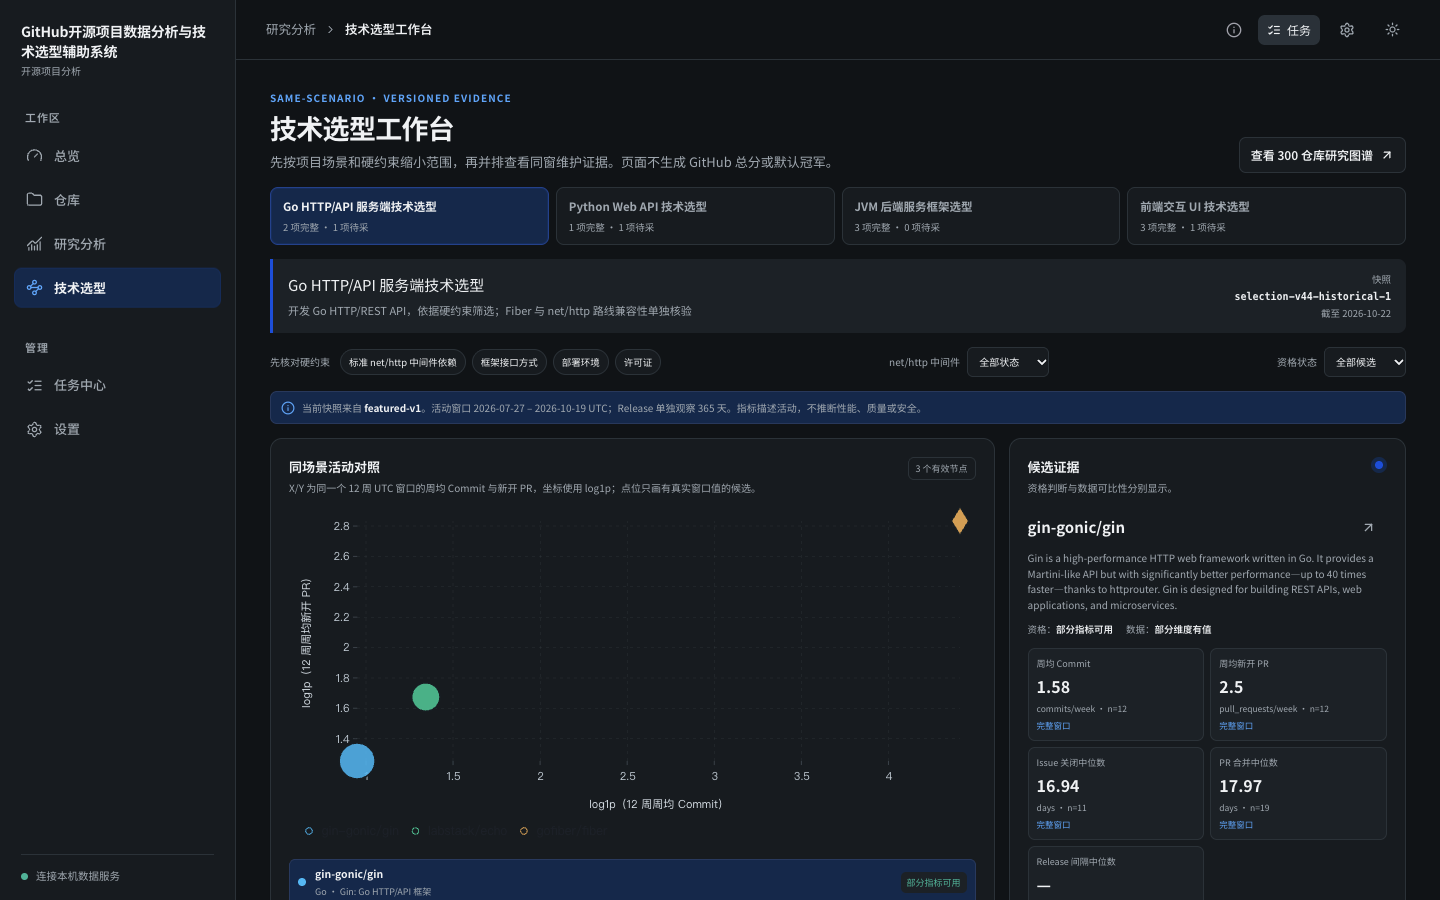 GitHub开源项目数据分析与技
术选型辅助系统
开源项目分析
工作区
总览
仓库
研究分析
技术选型
管理
任务中心
设置
连接本机数据服务
研究分析 > 技术选型工作台
任务
SAME-SCENARIO • VERSIONED EVIDENCE
技术选型工作台
先按项目场景和硬约束缩小范围，再并排查看同窗维护证据。页面不生成 GitHub 总分或默认冠军。
查看 300 仓库研究图谱
Go HTTP/API 服务端技术选型
2 项完整 • 1 项待采
Python Web API 技术选型
1 项完整 • 1 项待采
JVM 后端服务框架选型
3 项完整 • 0 项待采
前端交互 UI 技术选型
3 项完整 • 1 项待采
Go HTTP/API 服务端技术选型
开发 Go HTTP/REST API，依据硬约束筛选；Fiber 与 net/http 路线兼容性单独核验
快照
selection-v44-historical-1
截至 2026-10-22
先核对硬约束
标准 net/http 中间件依赖
框架接口方式
部署环境
许可证
net/http 中间件
全部状态
资格状态
全部候选
当前快照来自 featured-v1。活动窗口 2026-07-27 – 2026-10-19 UTC；Release 单独观察 365 天。指标描述活动，不推断性能、质量或安全。
同场景活动对照
3 个有效节点
X/Y 为同一个 12 周 UTC 窗口的周均 Commit 与新开 PR，坐标使用 log1p；点位只画有真实窗口值的候选。
2.8
2.6
2.4
2.2
2
1.8
1.6
1.4
log1p（12 周周均新开 PR）
1.5
2
2.5
3
3.5
4
log1p（12 周周均 Commit）
gin-gonic/gin
Go • Gin: Go HTTP/API 框架
部分指标可用
候选证据
资格判断与数据可比性分别显示。
gin-gonic/gin
Gin is a high-performance HTTP web framework written in Go. It provides a
Martini-like API but with significantly better performance—up to 40 times
faster—thanks to httprouter. Gin is designed for building REST APIs, web
applications, and microservices.
资格：部分指标可用 数据：部分维度有值
周均 Commit
1.58
commits/week • n=12
完整窗口
周均新开 PR
2.5
pull_requests/week • n=12
完整窗口
Issue 关闭中位数
16.94
days • n=11
完整窗口
PR 合并中位数
17.97
days • n=19
完整窗口
Release 间隔中位数
—